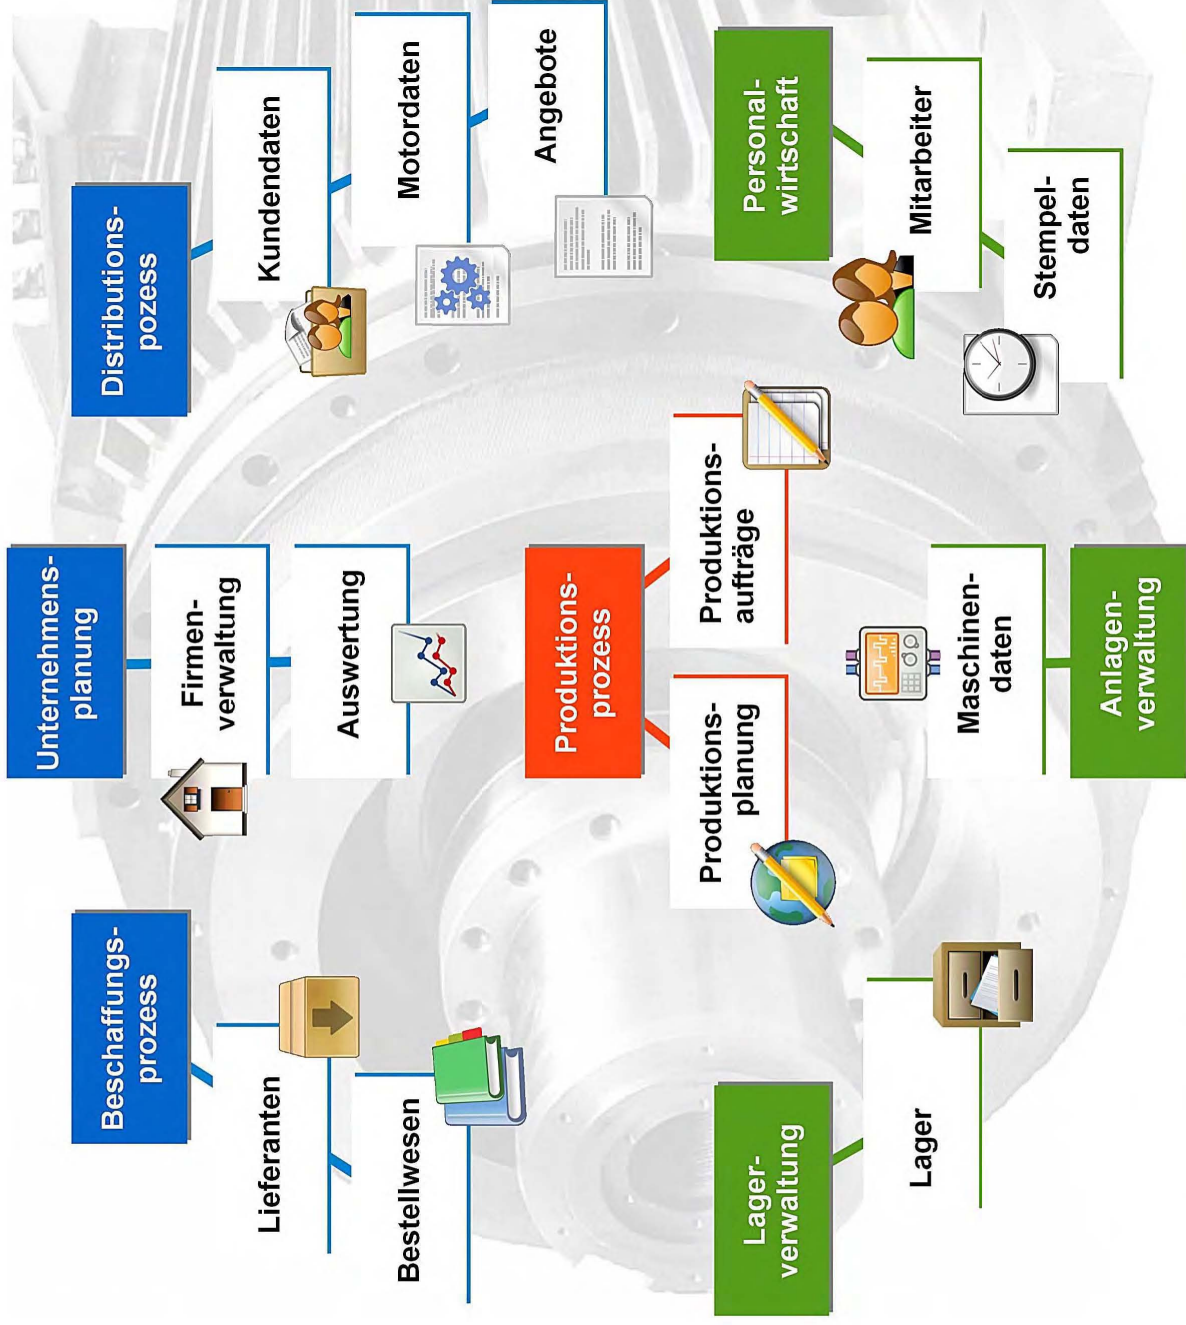 Beschaffungs-
prozess
Lieferanten
Bestellwesen
Unternehmens-
planung
Firmen-
verwaltung
Auswertung
Distributions-
pozess
Kundendaten
Motordaten
Angebote
Produktions-
prozess
Produktions-
planung
Produktions-
aufträge
Lager-
verwaltung
Lager
Maschinen-
daten
Anlagen-
verwaltung
Personal-
wirtschaft
Mitarbeiter
Stempel-
daten